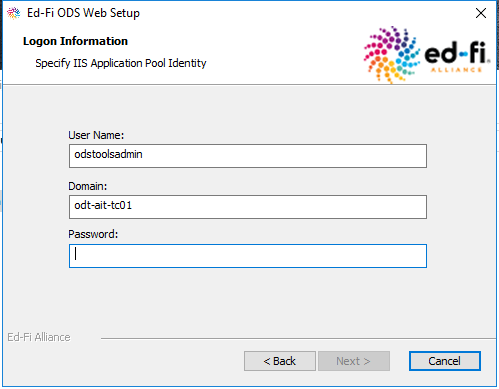 Ed-Fi ODS Web Setup
Logon Information
Specify IIS Application Pool Identity
ed-fi
ALLIANCE
User Name:
odstoolsadmin
Domain:
odt-ait-tc01
Password:
Ed-Fi Alliance
< Back
Next >
Cancel